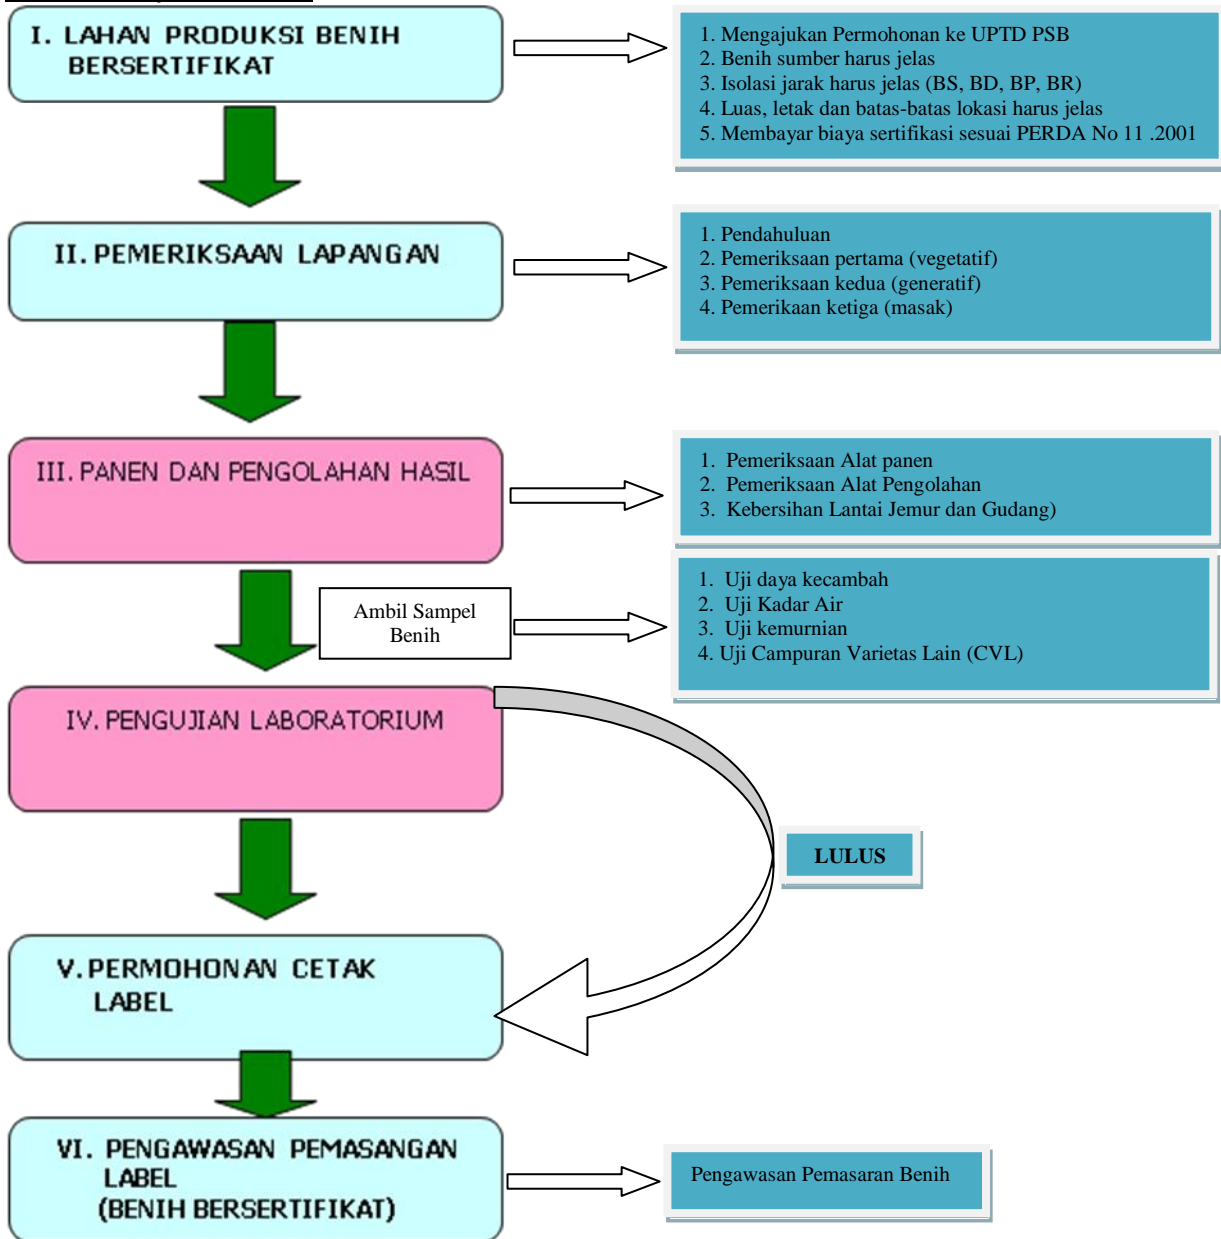 I. LAHAN PRODUKSI BENIH
BERSERTIFIKAT
1. Mengajukan Permohonan ke UPTD PSB
2. Benih sumber harus jelas
3. Isolasi jarak harus jelas (BS, BD, BP, BR)
4. Luas, letak dan batas-batas lokasi harus jelas
5. Membayar biaya sertifikasi sesuai PERDA No 11 .2001
II. PEMERIKSAAN LAPANGAN
1. Pendahuluan
2. Pemeriksaan pertama (vegetatif)
3. Pemeriksaan kedua (generatif)
4. Pemerikaan ketiga (masak)
III. PANEN DAN PENGOLAHAN HASIL
1. Pemeriksaan Alat panen
2. Pemeriksaan Alat Pengolahan
3. Kebersihan Lantai Jemur dan Gudang)
Ambil Sampel
Benih
1. Uji daya kecambah
2. Uji Kadar Air
3. Uji kemurnian
4. Uji Campuran Varietas Lain (CVL)
IV. PENGUJIAN LABORATORIUM
LULUS
V. PERMOHONAN CETAK
LABEL
VI. PENGAWASAN PEMASANGAN
LABEL
(BENIH BERSERTIFIKAT)
Pengawasan Pemasaran Benih